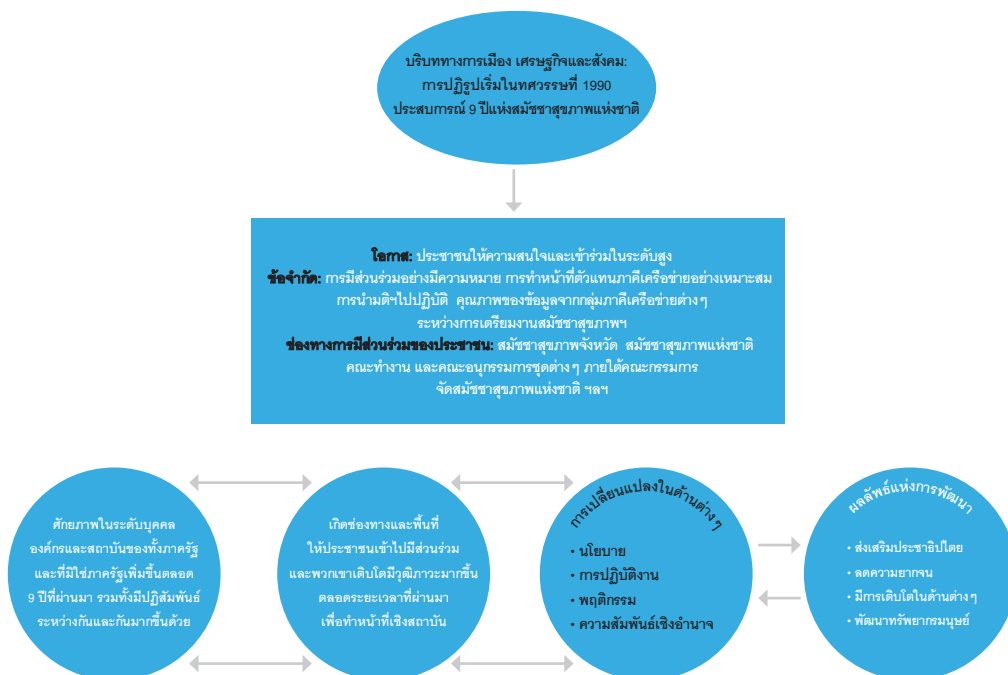 บริบททางการเมือง เศรษฐกิจและสังคม:
การปฏิรูปเริ่มในทศวรรษที่ 1990
ประสบการณ์ 9 ปีแห่งสมัชชาสุขภาพแห่งชาติ
โอกาส: ประชาชนให้ความสนใจและเข้าร่วมในระดับสูง
ข้อจำกัด: การมีส่วนร่วมอย่างมีความหมาย การทำหน้าที่ตัวแทนภาคีเครือข่ายอย่างเหมาะสม
การนำมติฯไปปฏิบัติ คุณภาพของข้อมูลจากกลุ่มภาคีเครือข่ายต่างๆ
ระหว่างการเตรียมงานสมัชชาสุขภาพฯ
ช่องทางการมีส่วนร่วมของประชาชน: สมัชชาสุขภาพจังหวัด สมัชชาสุขภาพแห่งชาติ
คณะทำงาน และคณะอนุกรรมการชุดต่างๆ ภายใต้คณะกรรมการ
จัดสมัชชาสุขภาพแห่งชาติ ฯลฯ
ศักยภาพในระดับบุคคล
องค์กรและสถาบันของทั้งภาครัฐ
และที่มิใช่ภาครัฐเพิ่มขึ้นตลอด
9 ปีที่ผ่านมา รวมทั้งมีปฏิสัมพันธ์
ระหว่างกันและกันมากขึ้นด้วย
เกิดช่องทางและพื้นที่
ให้ประชาชนเข้าไปมีส่วนร่วม
และพวกเขาเติบโตมีวุฒิภาวะมากขึ้น
ตลอดระยะเวลาที่ผ่านมา
เพื่อทำหน้าที่เชิงสถาบัน
การเปลี่ยนแปลงในด้านต่างๆ
• นโยบาย
• การปฏิบัติงาน
• พฤติกรรม
• ความสัมพันธ์เชิงอำนาจ
ผลลัพธ์แห่งการพัฒนา
• ส่งเสริมประชาธิปไตย
• ลดความยากจน
• มีการเติบโตในด้านต่างๆ
• พัฒนาทรัพยากรมนุษย์